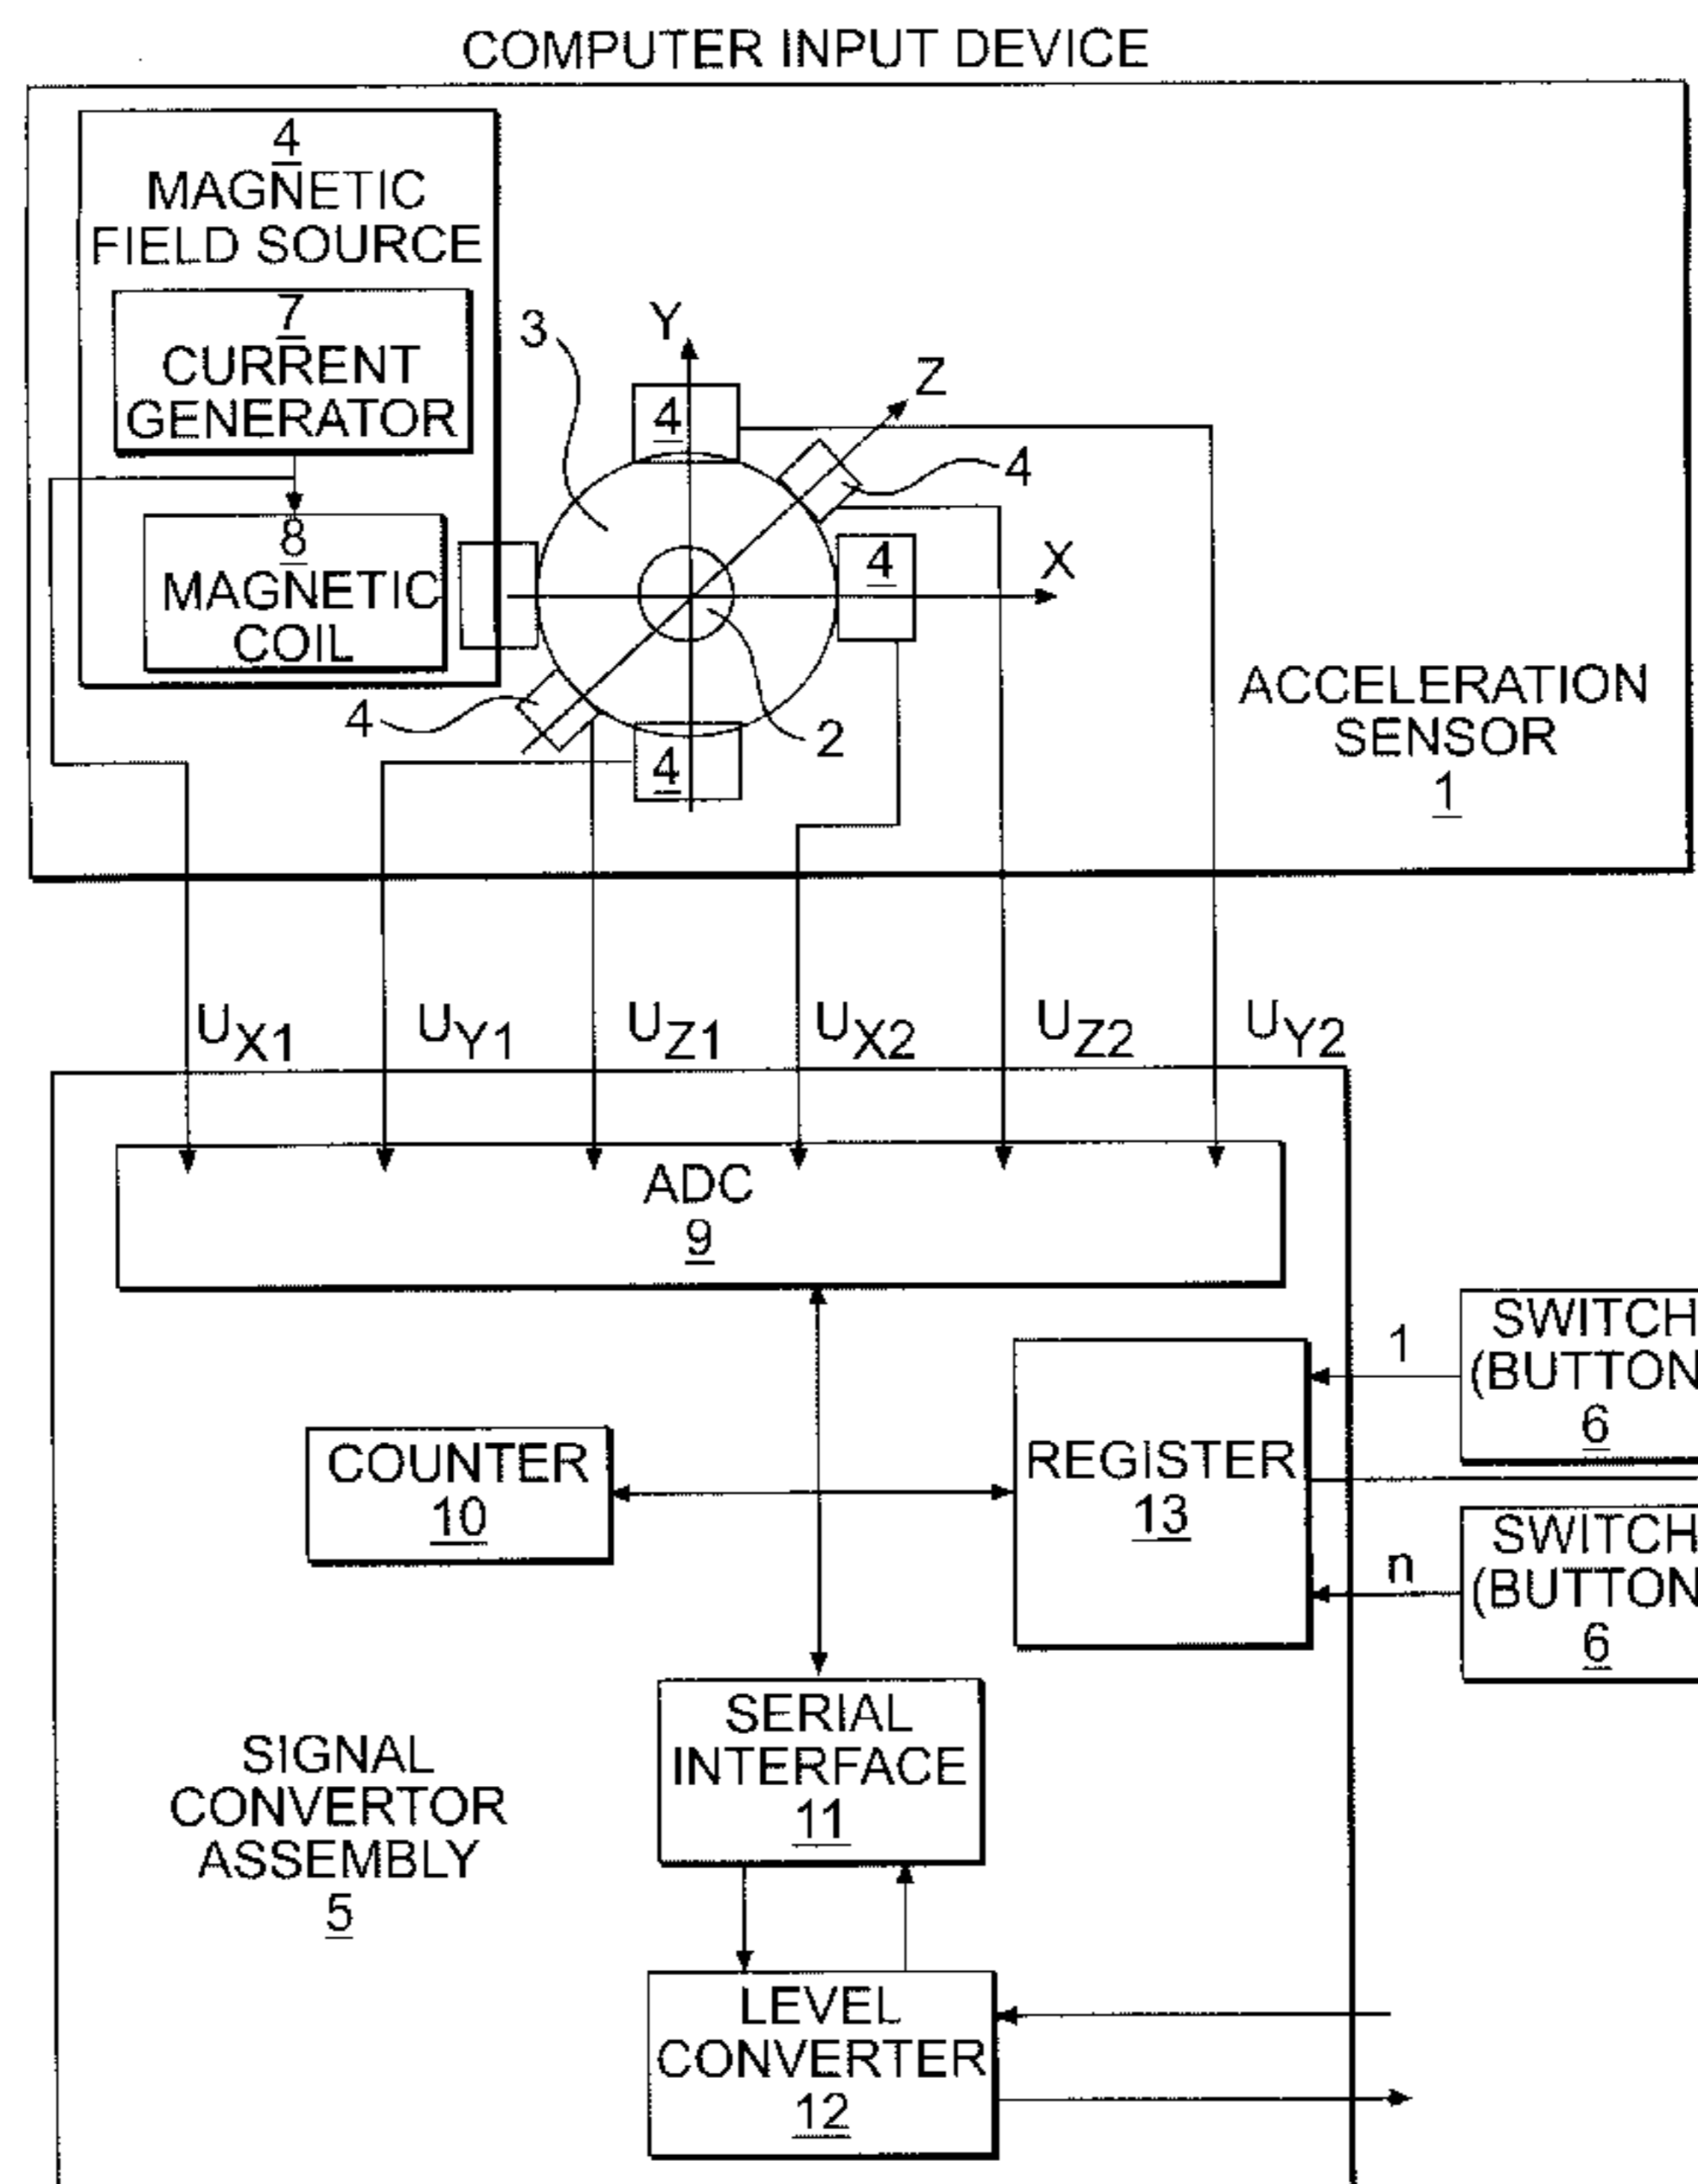 COMPUTER INPUT DEVICE
4
MAGNETIC
FIELD SOURCE
7
CURRENT
GENERATOR
8
MAGNETIC
COIL
3
Y
Z
4
4
4
X
4
4
2
ACCELERATION
SENSOR
1
UX1
UY1
UZ1
UX2
UZ2
UY2
ADC
9
COUNTER
10
REGISTER
13
1
SWITCH
(BUTTON
6
n
SWITCH
(BUTTON
6
SERIAL
INTERFACE
11
SIGNAL
CONVERTOR
ASSEMBLY
5
LEVEL
CONVERTER
12